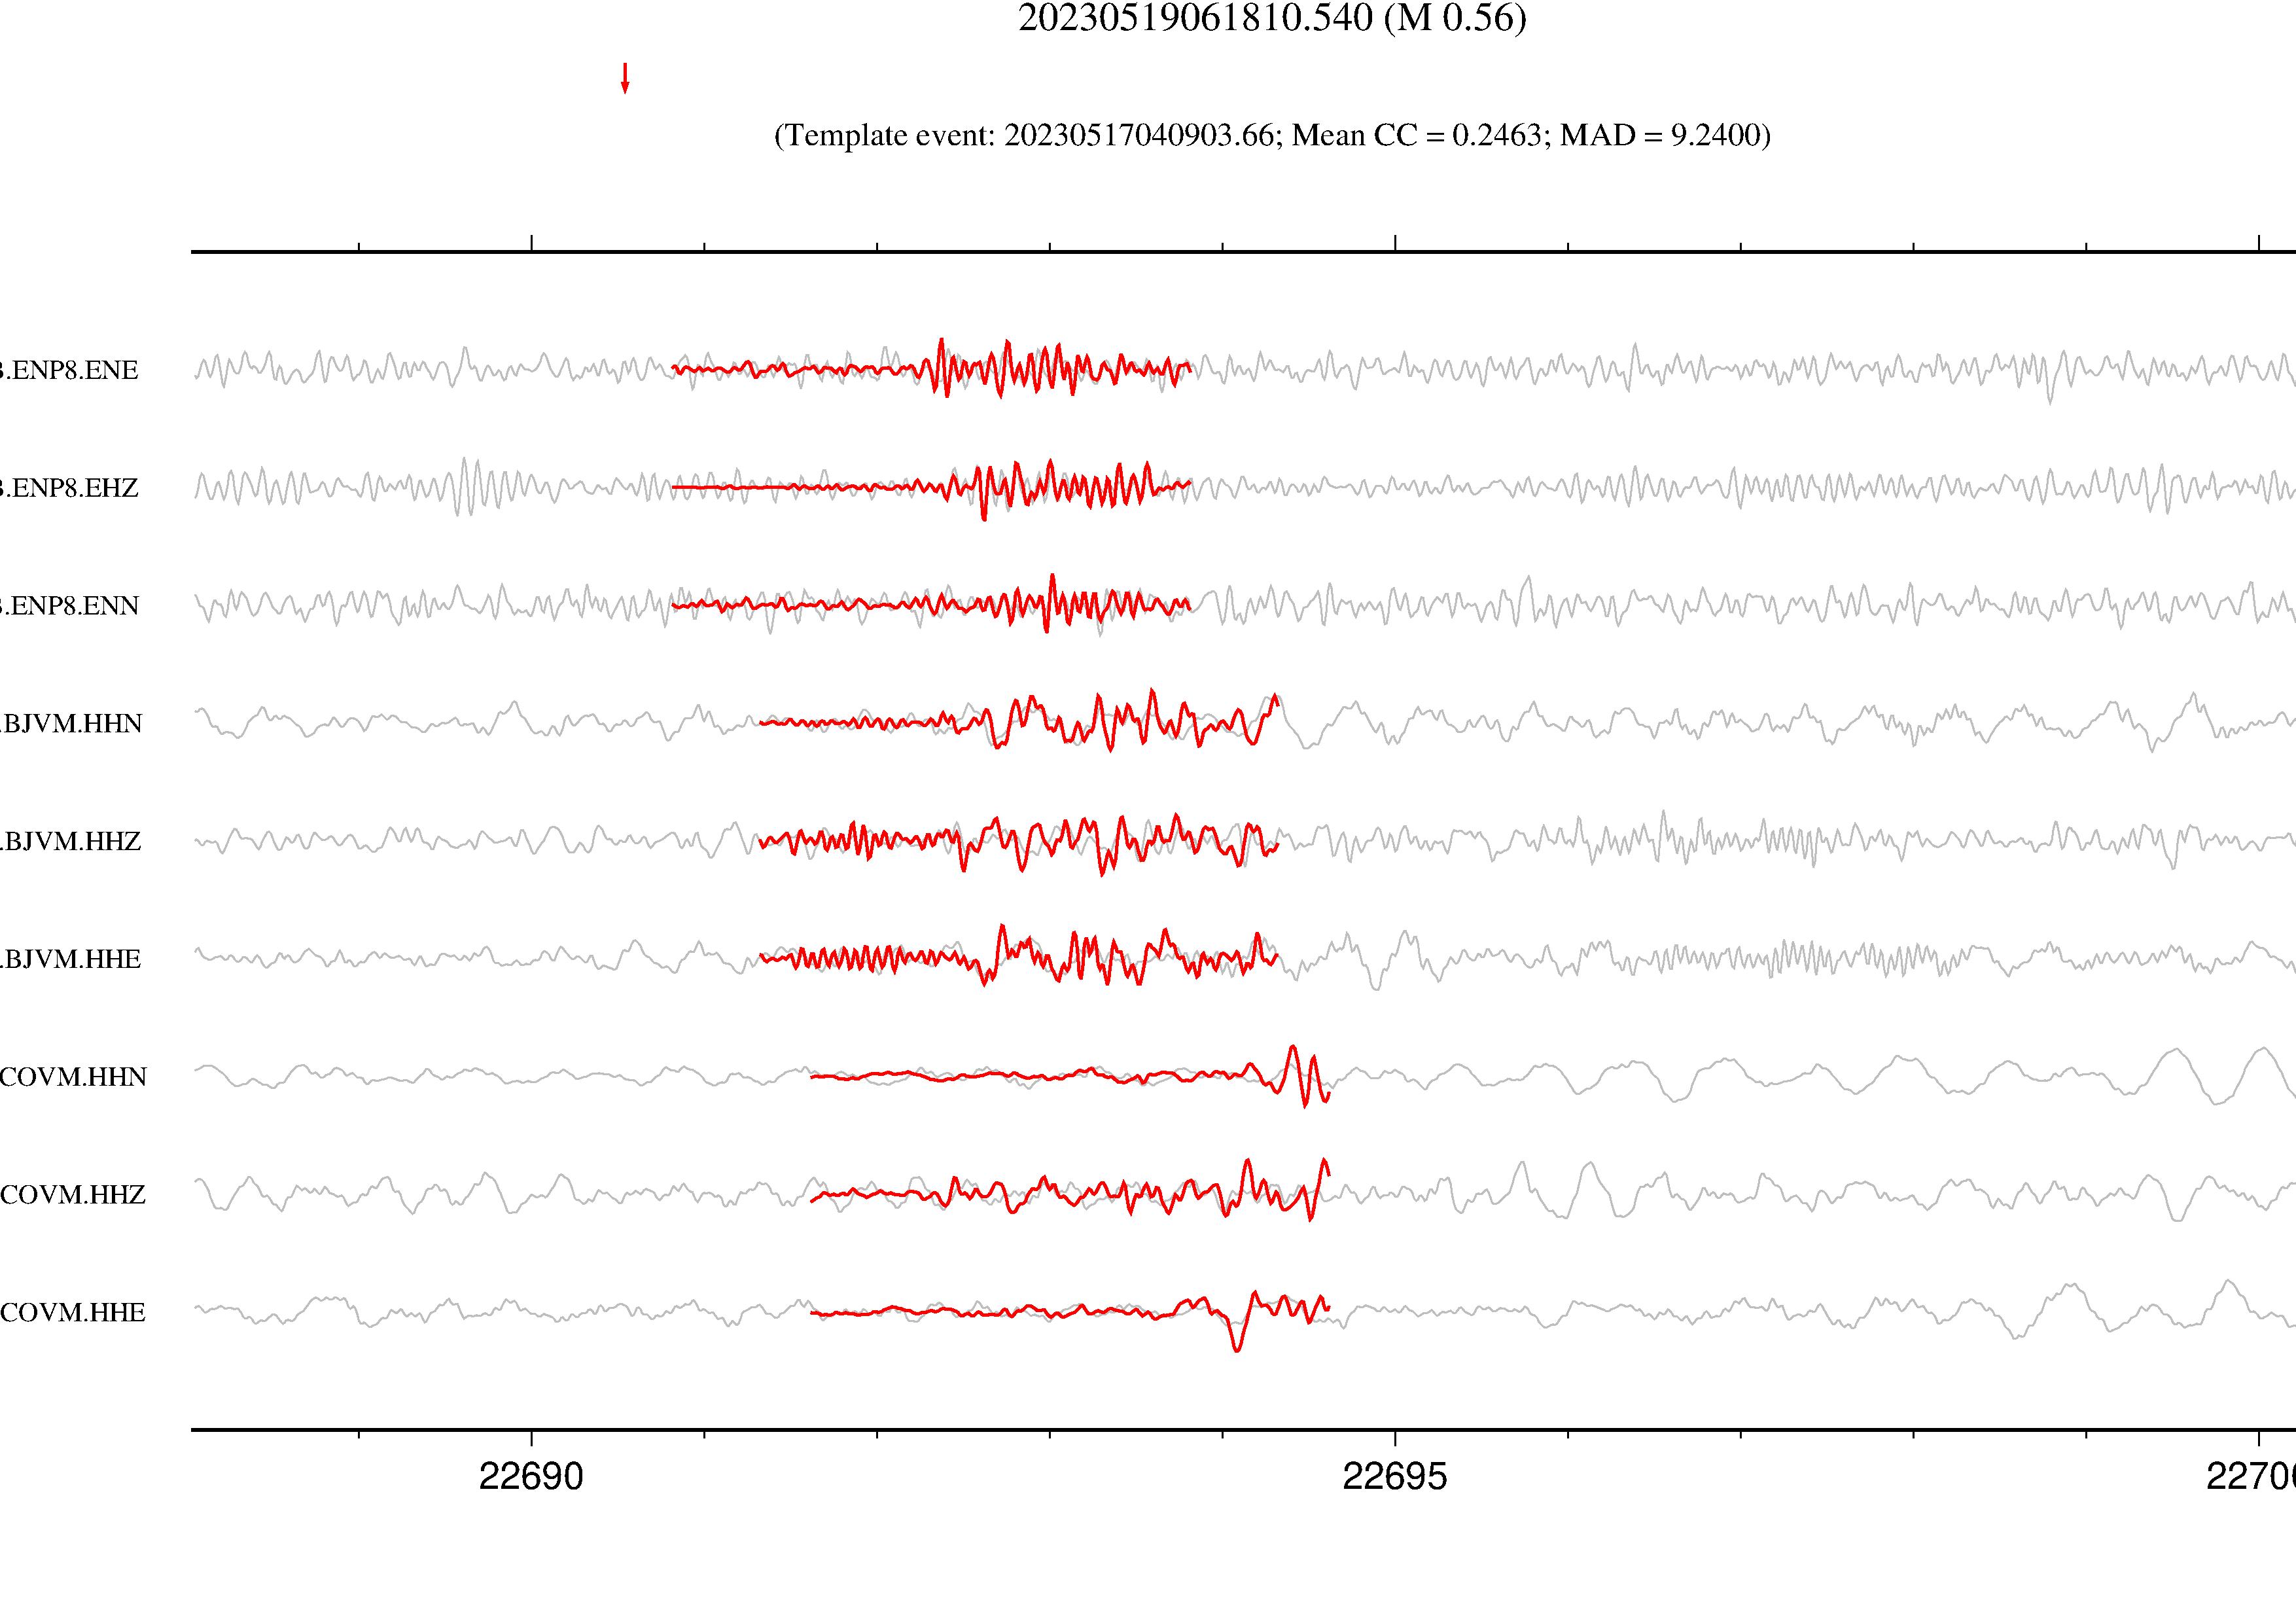 20230519061810.540 (M 0.56)
(Template event: 20230517040903.66; Mean CC = 0.2463; MAD = 9.2400)
.ENP8.ENE
.ENP8.EHZ
.ENP8.ENN
.BJVM.HHN
.BJVM.HHZ
.BJVM.HHE
COVM.HHN
COVM.HHZ
COVM.HHE
22690 22695